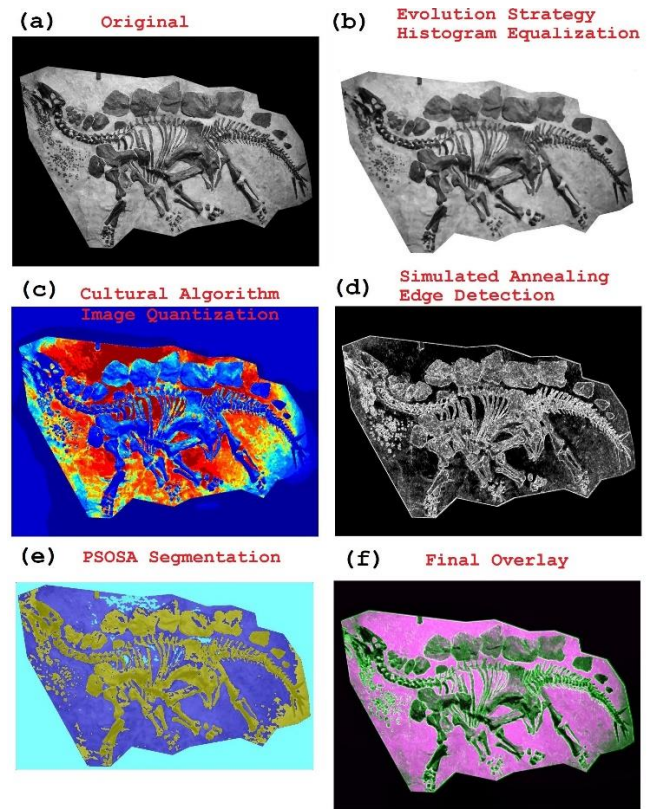 (a) Original
(b) Evolution Strategy
Histogram Equalization
(c) Cultural Algorithm
Image Quantization
(d) Simulated Annealing
Edge Detection
(e) PSOSA Segmentation
(f) Final Overlay